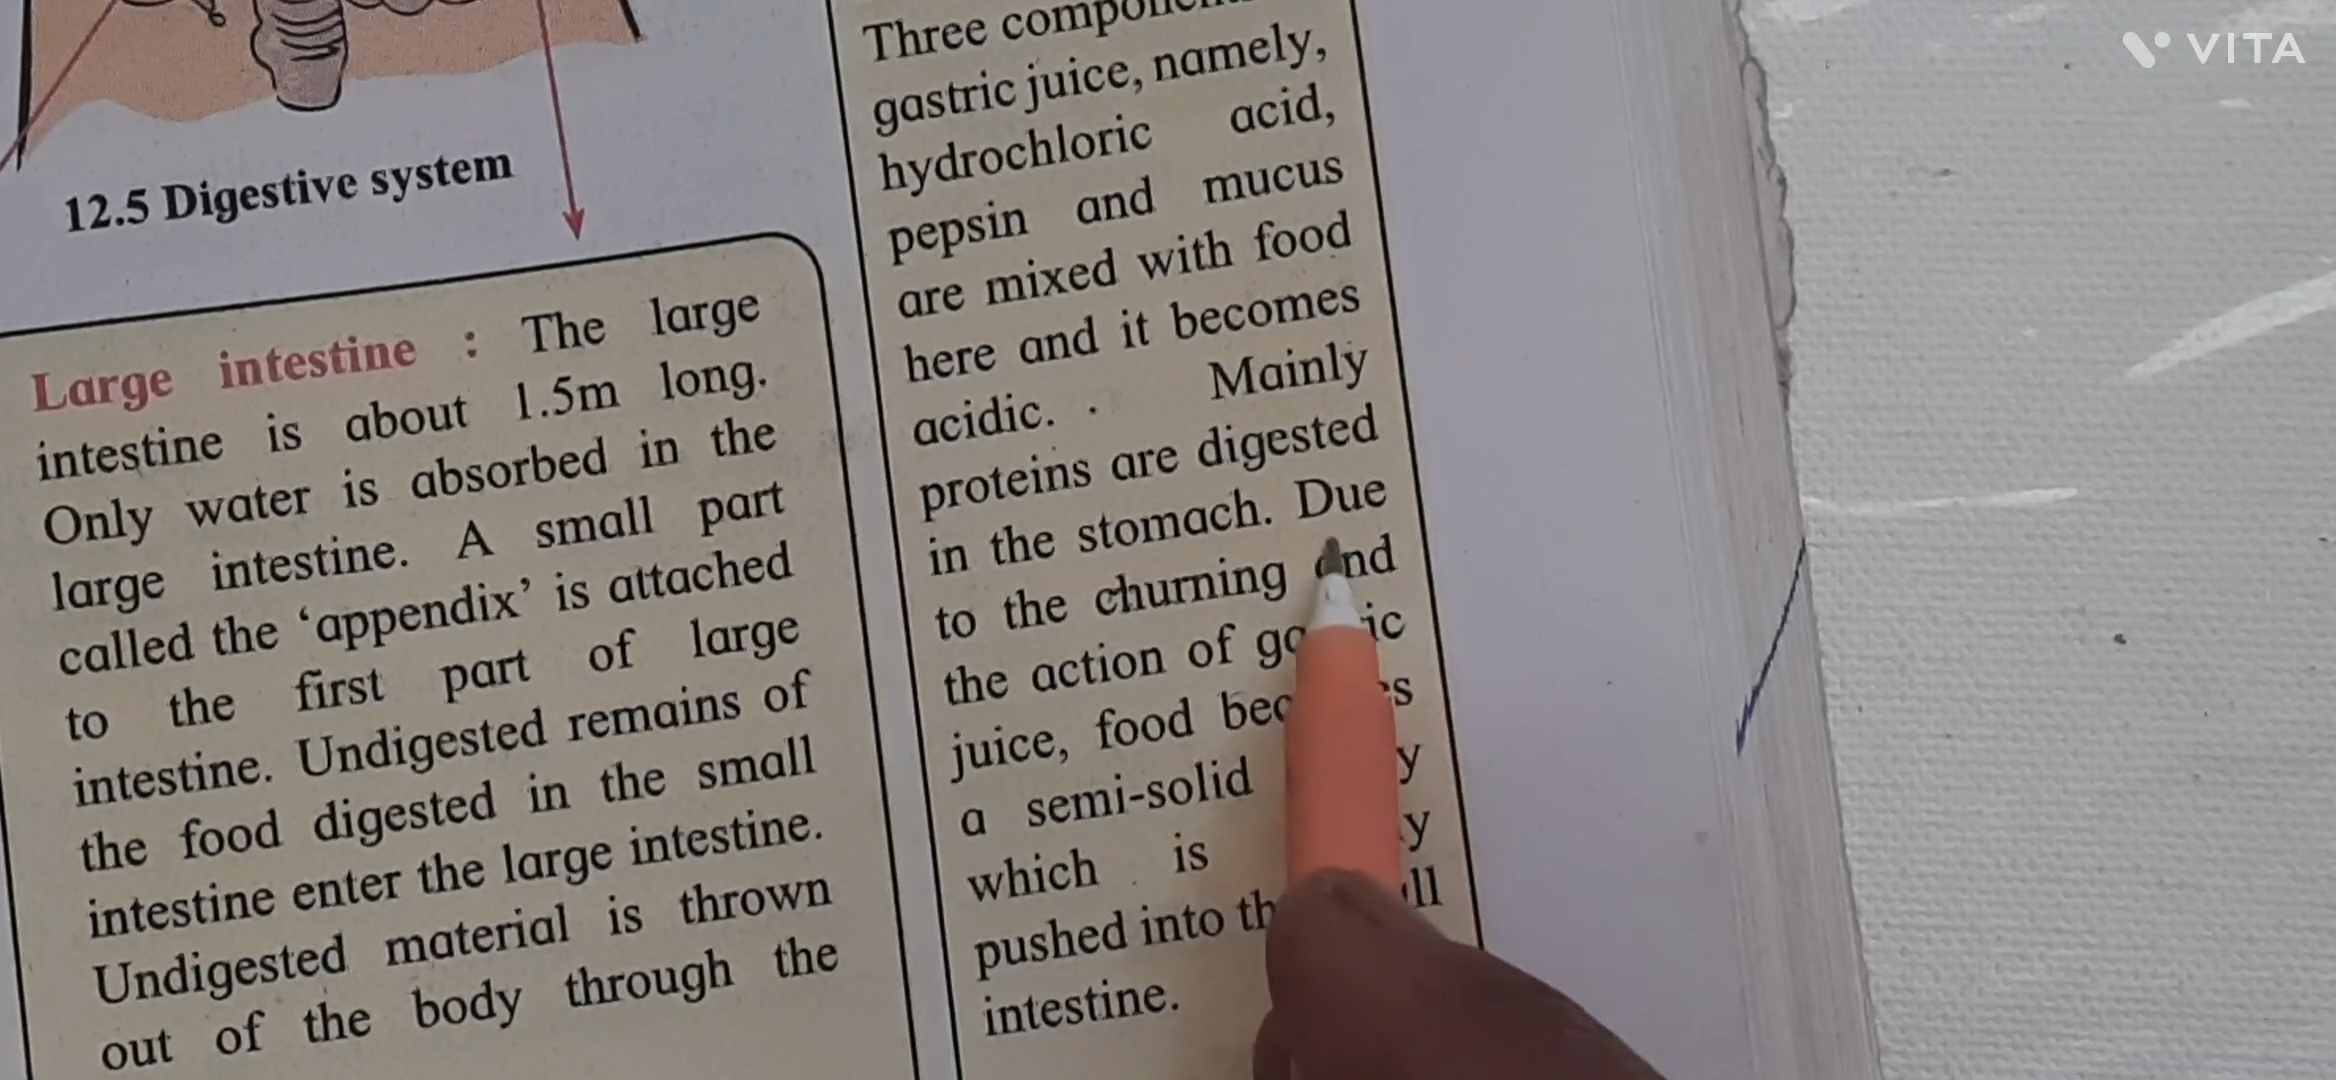 12.5 Digestive system
Large intestine : The large
intestine is about 1.5m long.
Only water is absorbed in the
large intestine. A small part
called the ‘appendix’ is attached
to the first part of large
intestine. Undigested remains of
the food digested in the small
intestine enter the large intestine.
Undigested material is thrown
out of the body through the
Three
gastric juice, namely,
hydrochloric acid,
pepsin and mucus
are mixed with food
here and it becomes
acidic. Mainly
proteins are digested
in the stomach. Due
to the churning and
the action of
juice, food
a semi-solid
which is
pushed into
intestine.
VITA